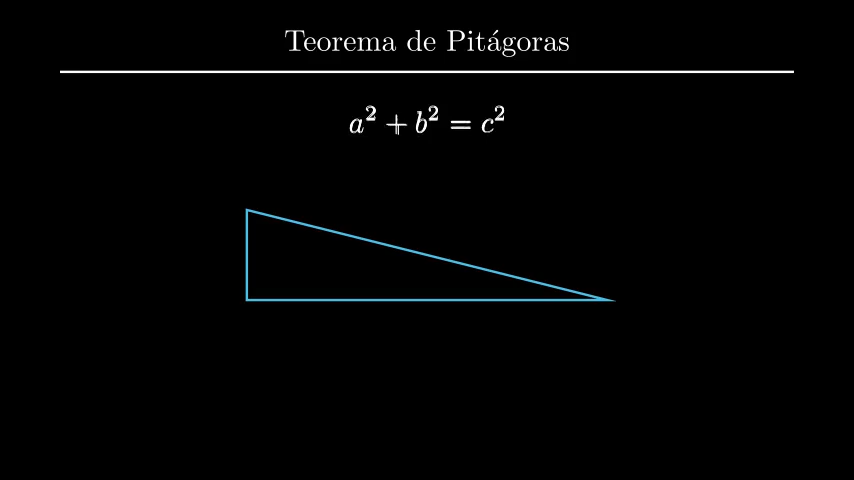 Teorema de Pitágoras
a² + b² = c²